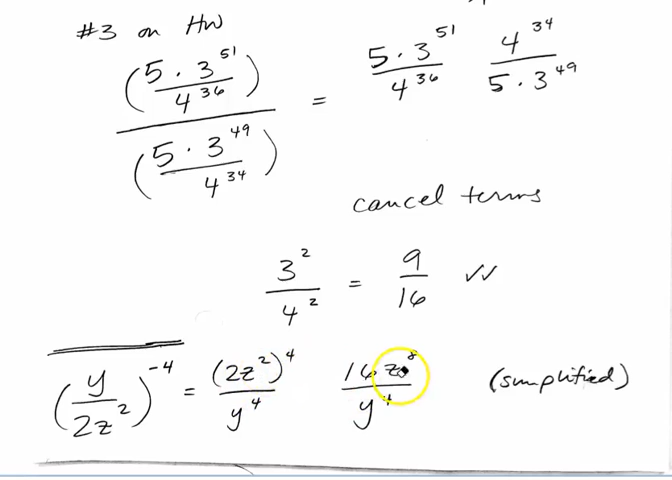 #3 on HW
(5 · 3^51 / 4^36) / (5 · 3^49 / 4^34) = 5 · 3^51 / 4^36 4^34 / 5 · 3^49
cancel terms
3^2 / 4^2 = 9 / 16 ✓✓
(y / 2z^2)^-4 = (2z^2)^4 / y^4 16z^8 / y^4 (simplified)